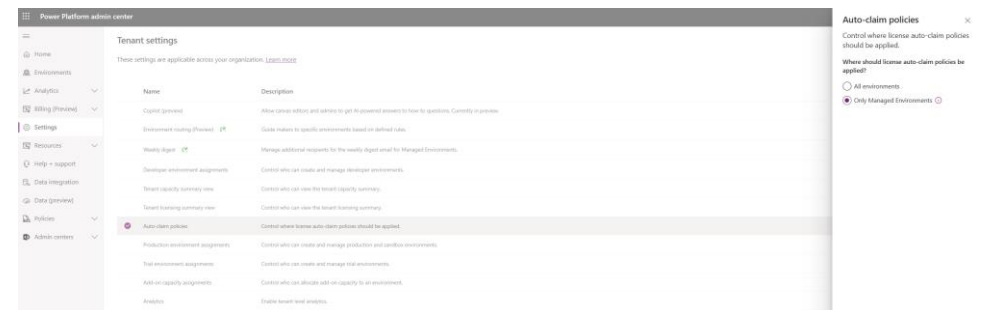 Power Platform admin center
Home
Environments
Analytics
Billing (Preview)
Settings
Resources
Help + support
Data integration
Data (preview)
Policies
Admin centers
Tenant settings
These settings are applicable across your organization. Learn more
Name Description
Copilot (preview) Allow canvas editors and admins to get AI-powered answers to how-to questions. Currently in preview.
Environment routing (Preview) Guide makers to specific environments based on defined rules.
Weekly digest Manage additional recipients for the weekly digest email for Managed Environments.
Developer environment assignments Control who can create and manage developer environments.
Tenant capacity summary view Control who can view the tenant capacity summary.
Tenant licensing summary view Control who can view the tenant licensing summary.
Auto-claim policies Control where license auto-claim policies should be applied.
Production environment assignments Control who can create and manage production and sandbox environments.
Trial environment assignments Control who can create and manage trial environments.
Add-on capacity assignments Control who can allocate add-on capacity to an environment.
Analytics Enable tenant level analytics.
Auto-claim policies
Control where license auto-claim policies
should be applied.
Where should license auto-claim policies be
applied?
All environments
Only Managed Environments